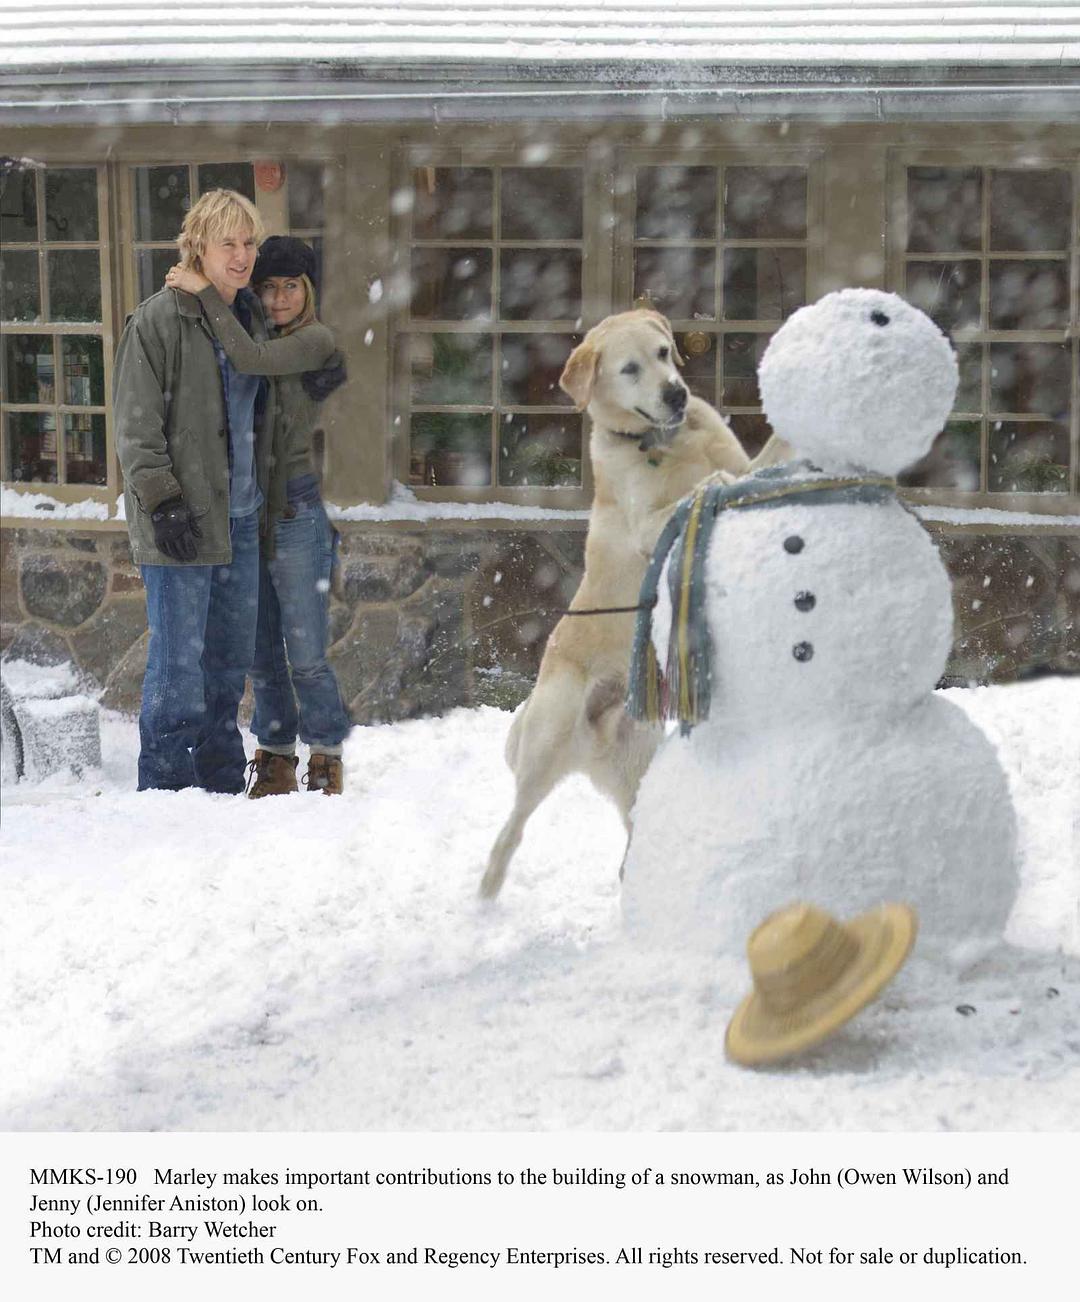 MMKS-190 Marley makes important contributions to the building of a snowman, as John (Owen Wilson) and
Jenny (Jennifer Aniston) look on.
Photo credit: Barry Wetcher
TM and © 2008 Twentieth Century Fox and Regency Enterprises. All rights reserved. Not for sale or duplication.